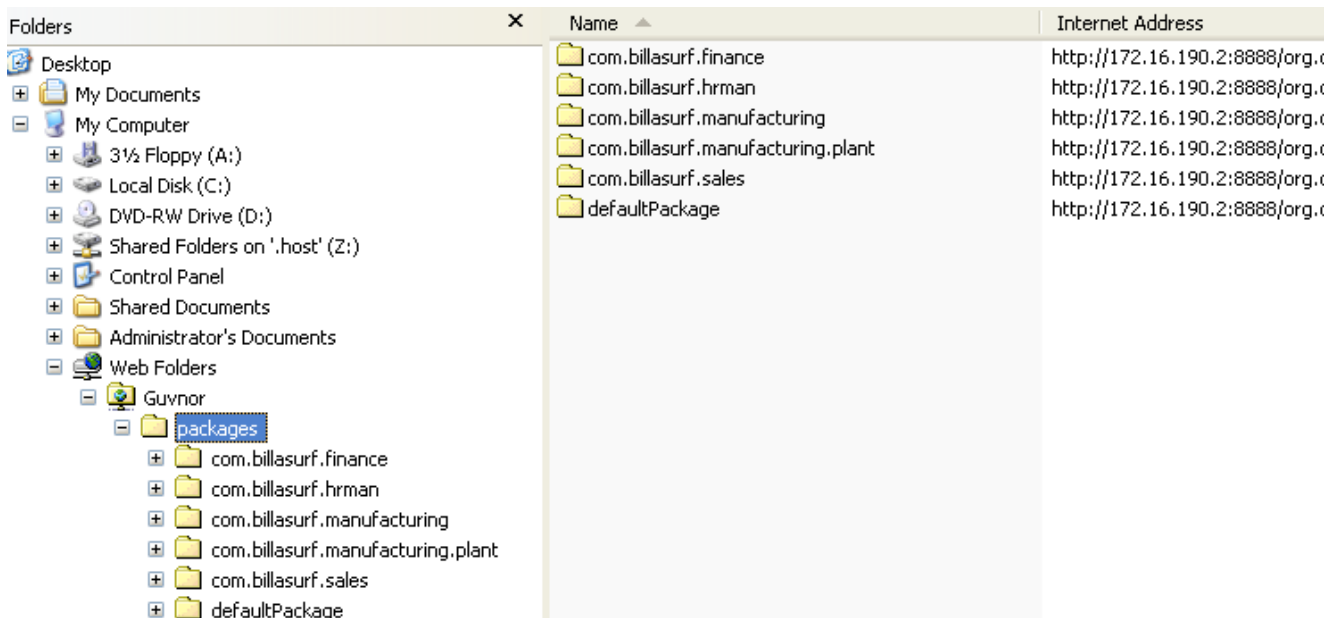 Folders
Desktop
My Documents
My Computer
3½ Floppy (A:)
Local Disk (C:)
DVD-RW Drive (D:)
Shared Folders on '.host' (Z:)
Control Panel
Shared Documents
Administrator's Documents
Web Folders
Guvnor
packages
com.billasurf.finance
com.billasurf.hrman
com.billasurf.manufacturing
com.billasurf.manufacturing.plant
com.billasurf.sales
defaultPackage
Name Internet Address
com.billasurf.finance http://172.16.190.2:8888/org.
com.billasurf.hrman http://172.16.190.2:8888/org.
com.billasurf.manufacturing http://172.16.190.2:8888/org.
com.billasurf.manufacturing.plant http://172.16.190.2:8888/org.
com.billasurf.sales http://172.16.190.2:8888/org.
defaultPackage http://172.16.190.2:8888/org.